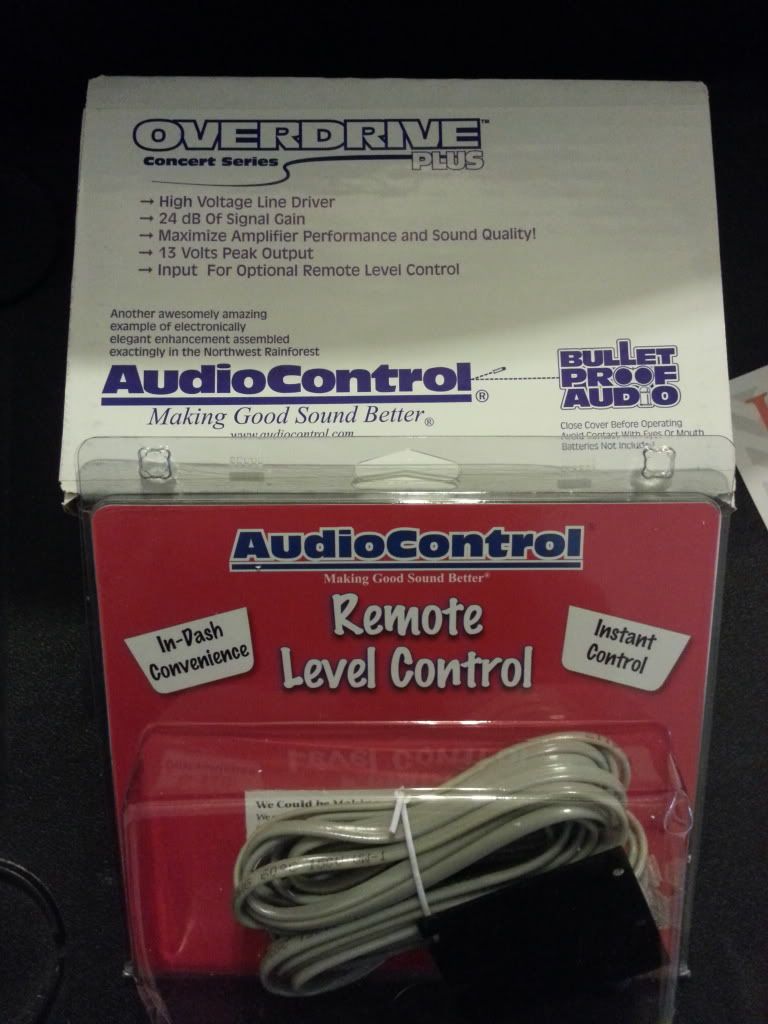 OVERDRIVE™
PLUS
Concert Series
→ High Voltage Line Driver
→ 24 dB Of Signal Gain
→ Maximize Amplifier Performance and Sound Quality!
→ 13 Volts Peak Output
→ Input For Optional Remote Level Control
Another awesomely amazing
example of electronically
elegant enhancement assembled
exactingly in the Northwest Rainforest
AudioControl®
Making Good Sound Better®
www.audiocontrol.com
BULLET
PROOF
AUDIO
Close Cover Before Operating
Avoid Contact With Eyes Or Mouth
Batteries Not Included
AudioControl®
Making Good Sound Better®
Remote
Level Control
In-Dash
Convenience
Instant
Control
We Could be Making